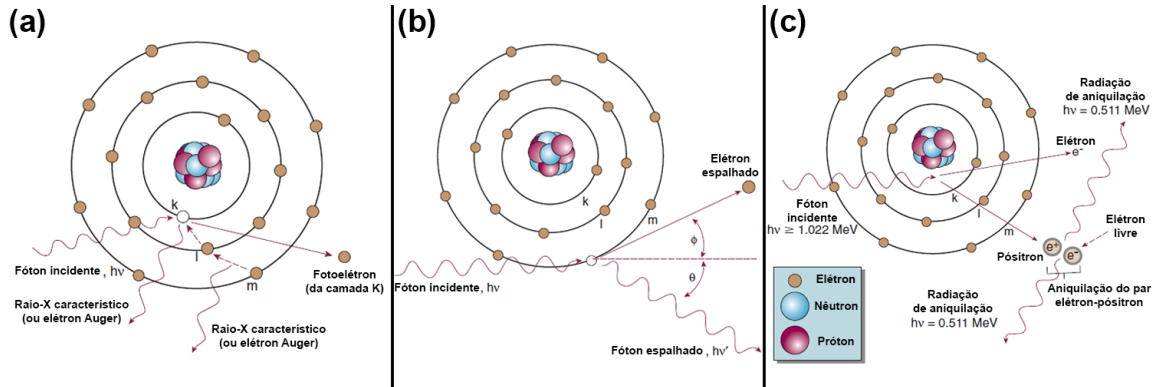 (a)
k
l
m
Fóton incidente, hν
Fotoelétron
(da camada K)
Raio-X característico
(ou elétron Auger)
Raio-X característico
(ou elétron Auger)
(b)
Elétron
espalhado
k
l
m
ϕ
θ
Fóton incidente, hν
Fóton espalhado, hν′
(c)
Radiação
de aniquilação
hν = 0.511 MeV
Elétron
e-
k
l
m
Fóton
incidente
hν ≥ 1.022 MeV
Elétron
livre
e+
e-
Pósitron
Aniquilação do par
elétron-pósitron
Radiação
de aniquilação
hν = 0.511 MeV
Elétron
Nêutron
Próton